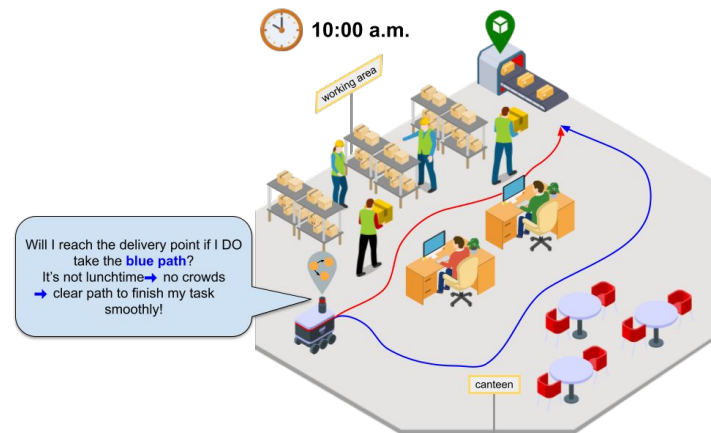 10:00 a.m.
working area
Will I reach the delivery point if I DO
take the blue path?
It's not lunchtime➔ no crowds
➔ clear path to finish my task
smoothly!
canteen